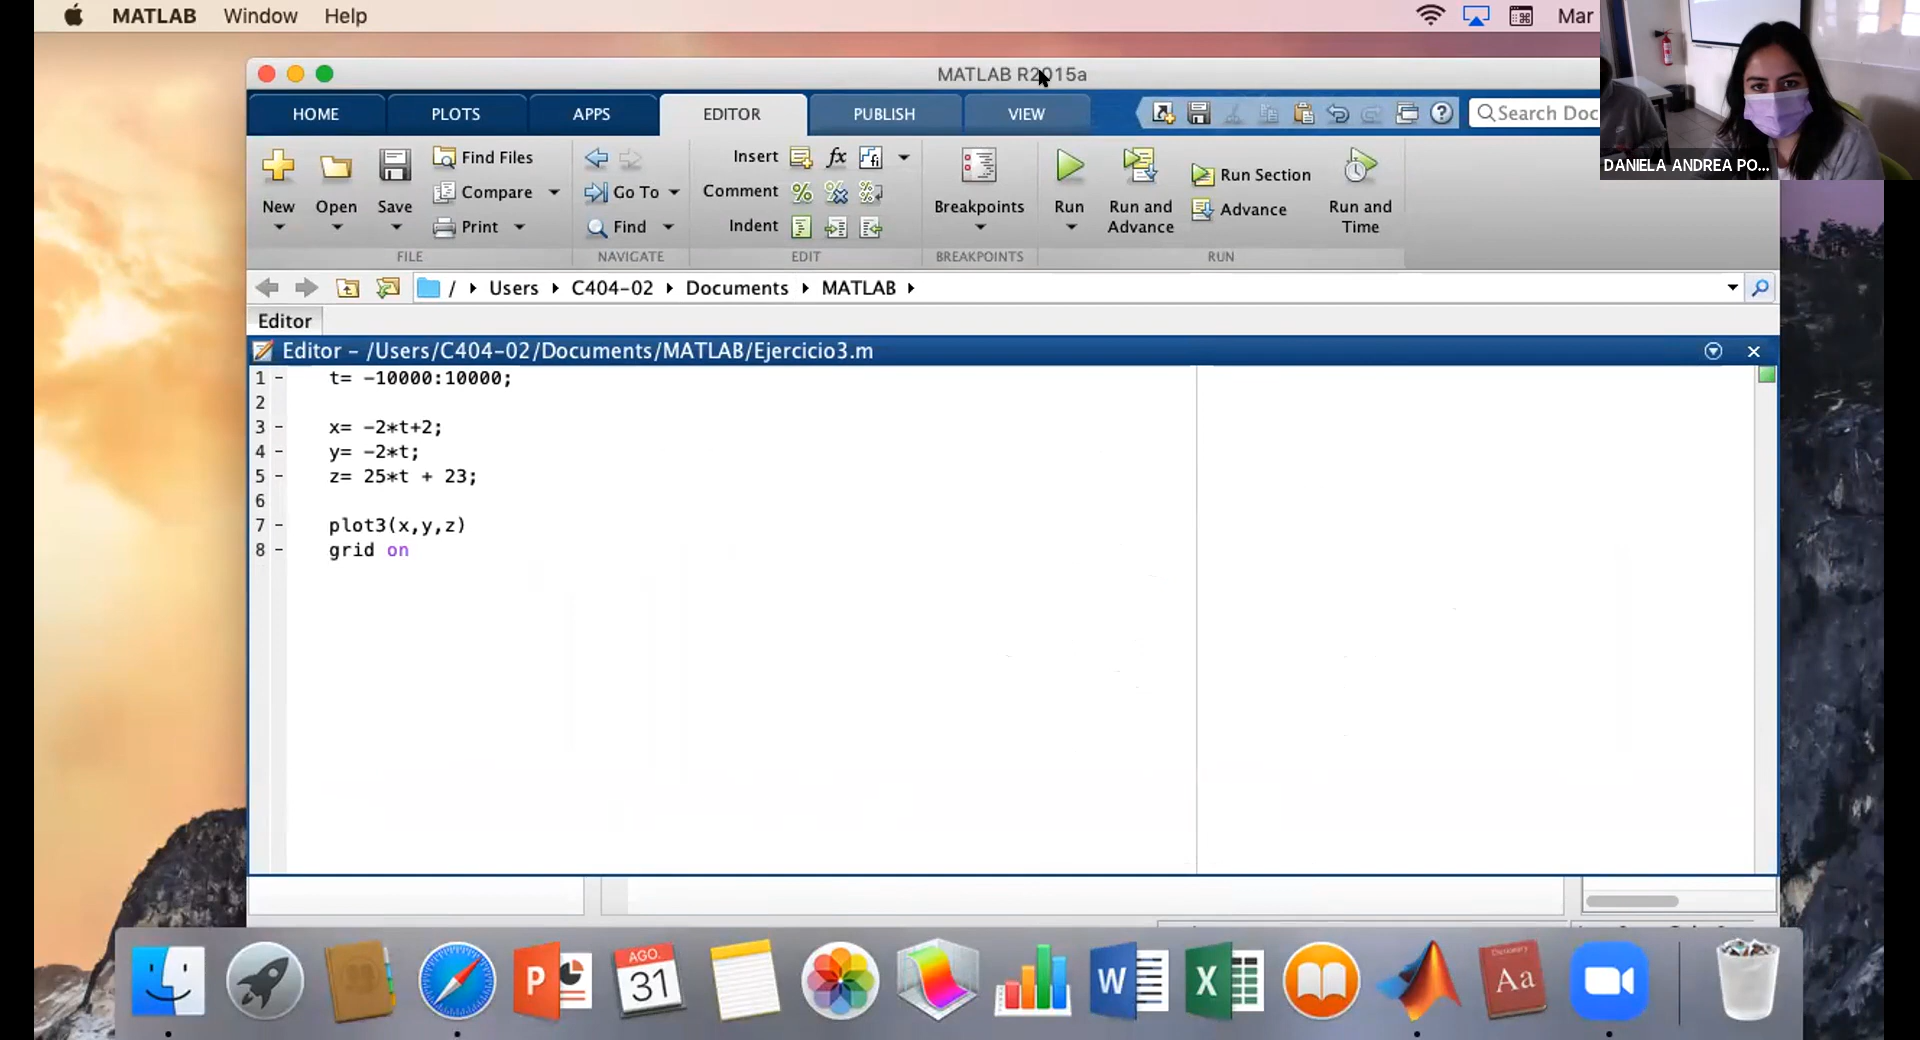 MATLAB Window Help Mar
MATLAB R2015a
HOME PLOTS APPS EDITOR PUBLISH VIEW Search Doc
DANIELA ANDREA PO...
New Open Save Find Files Compare Print
Go To Find
Insert fx Comment Indent
Breakpoints
Run Run and Advance Run Section Advance Run and Time
FILE NAVIGATE EDIT BREAKPOINTS RUN
/ Users C404-02 Documents MATLAB
Editor
Editor - /Users/C404-02/Documents/MATLAB/Ejercicio3.m
1 - t= -10000:10000;
2
3 - x= -2*t+2;
4 - y= -2*t;
5 - z= 25*t + 23;
6
7 - plot3(x,y,z)
8 - grid on
P AGO. 31 W X Dictionary Aa